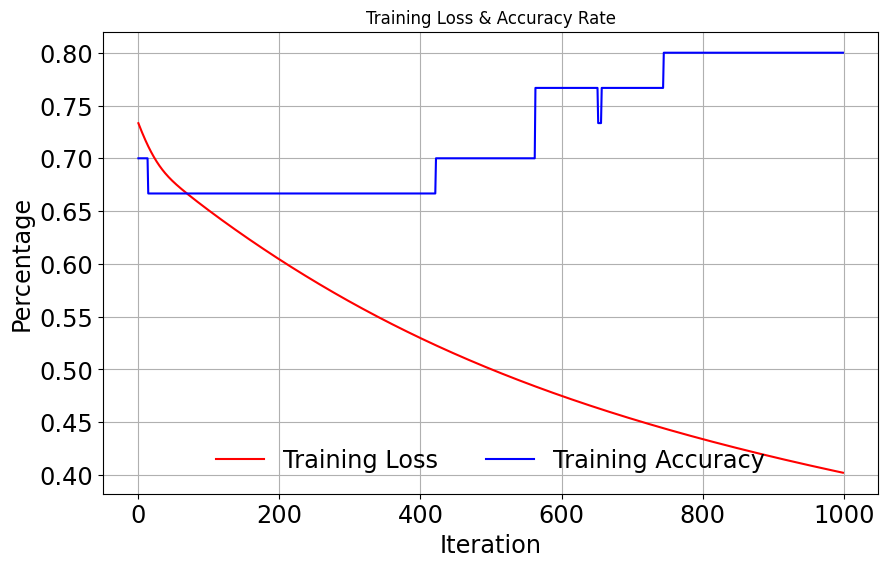 Training Loss & Accuracy Rate
0.80
0.75
0.70
0.65
0.60
0.55
0.50
0.45
0.40
Percentage
Training Loss Training Accuracy
0 200 400 600 800 1000
Iteration